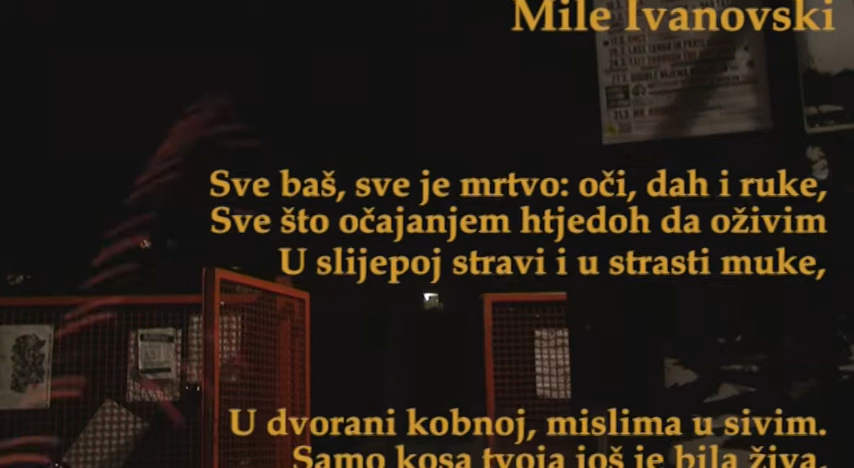 Mile Ivanovski
Sve baš, sve je mrtvo: oči, dah i ruke,
Sve što očajanjem htjedoh da oživim
U slijepoj stravi i u strasti muke,
U dvorani kobnoj, mislima u sivim.
Samo kosa tvoja još je bila živa,